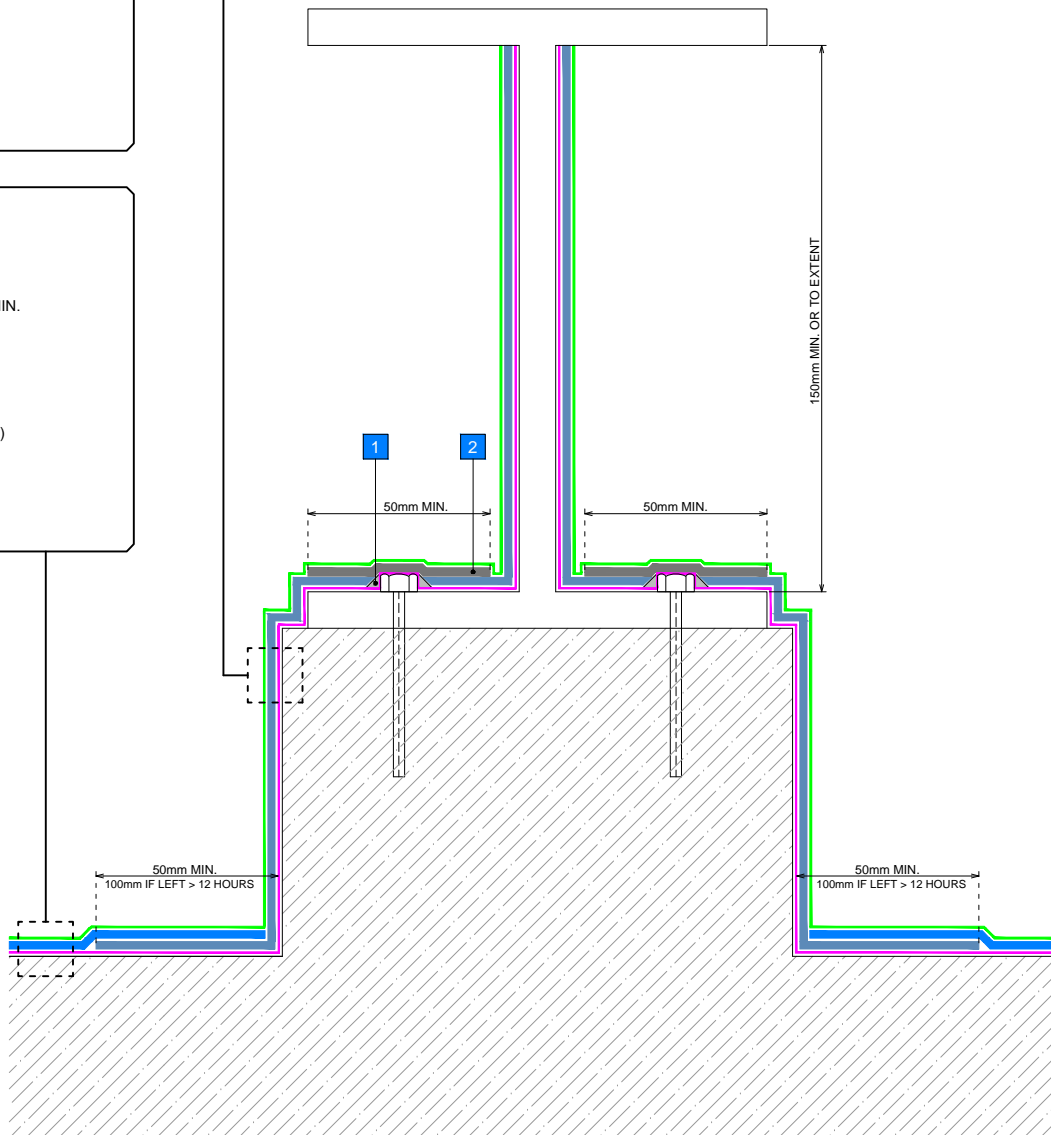 IIN.
)
150mm MIN. OR TO EXTENT
1
2
50mm MIN.
50mm MIN.
50mm MIN.
100mm IF LEFT > 12 HOURS
50mm MIN.
100mm IF LEFT > 12 HOURS